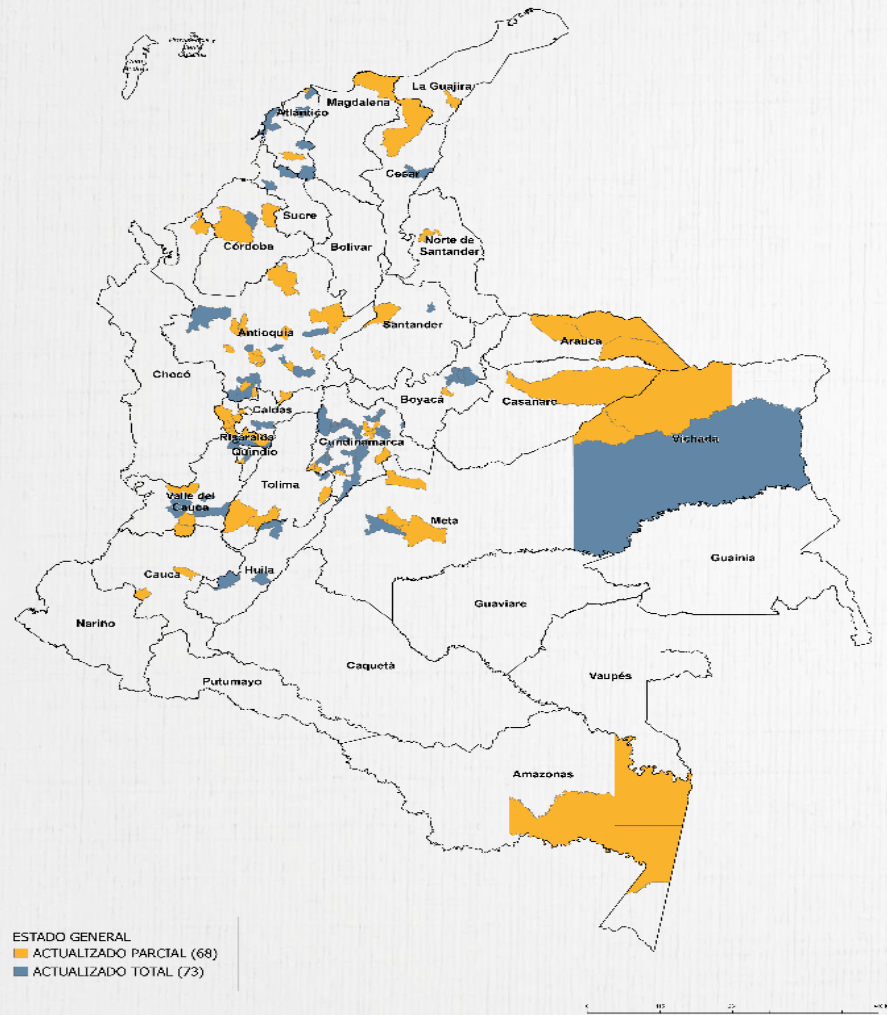 La Guajira
Magdalena
Atlántico
Cesar
Sucre
Córdoba
Bolivar
Norte de
Santander
Antioquia
Santander
Arauca
Chocó
Boyacá
Casanare
Caldas
Risaralda
Cundinamarca
Quindío
Vichada
Tolima
Valle del
Cauca
Meta
Guainía
Cauca
Huila
Guaviare
Nariño
Caquetá
Vaupés
Putumayo
Amazonas
ESTADO GENERAL
ACTUALIZADO PARCIAL (68)
ACTUALIZADO TOTAL (73)